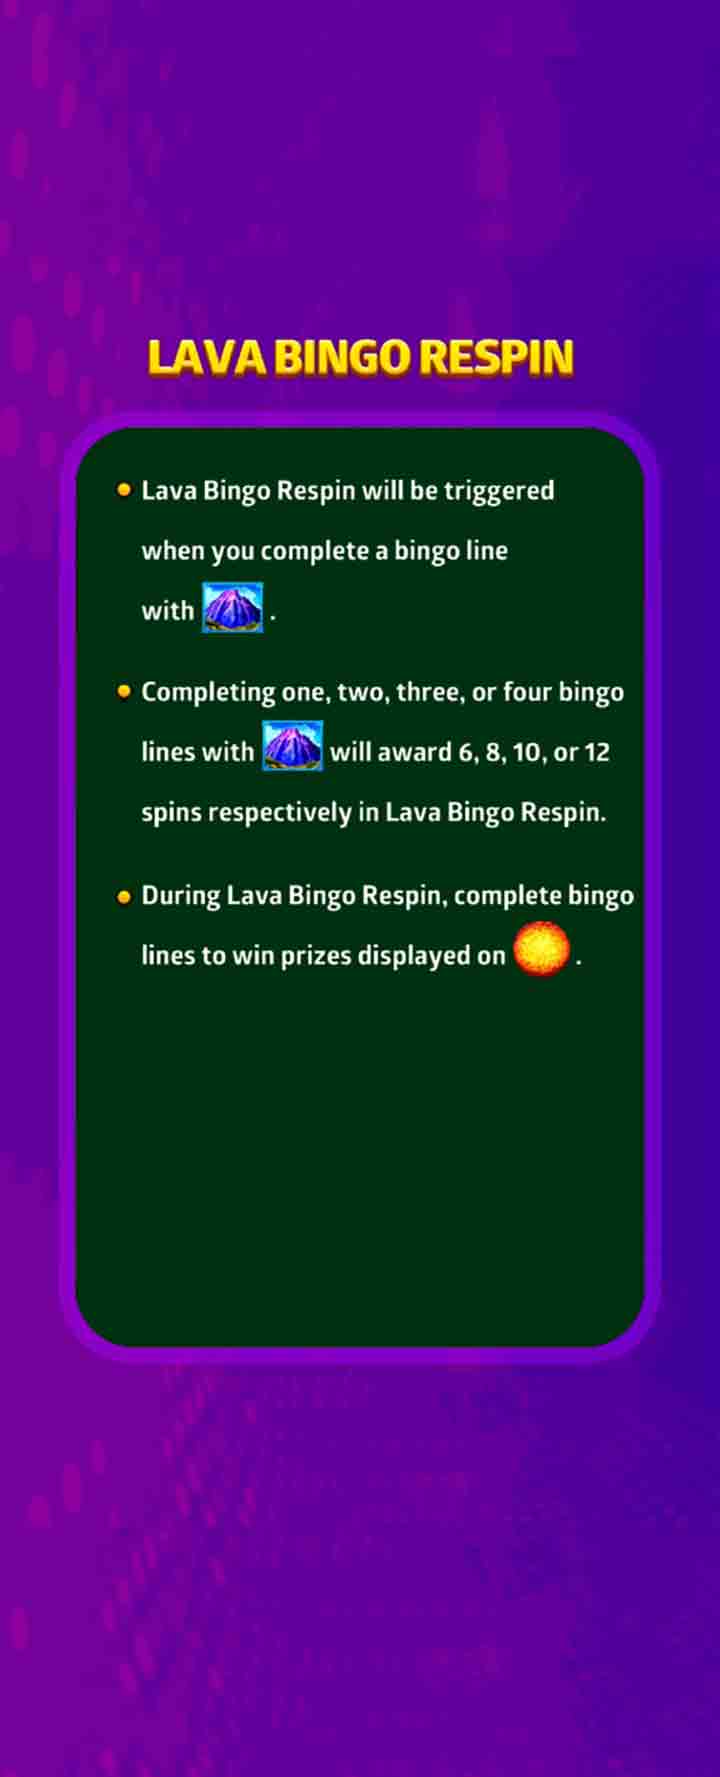 LAVA BINGO RESPIN
Lava Bingo Respin will be triggered
when you complete a bingo line
with .
Completing one, two, three, or four bingo
lines with will award 6, 8, 10, or 12
spins respectively in Lava Bingo Respin.
During Lava Bingo Respin, complete bingo
lines to win prizes displayed on .